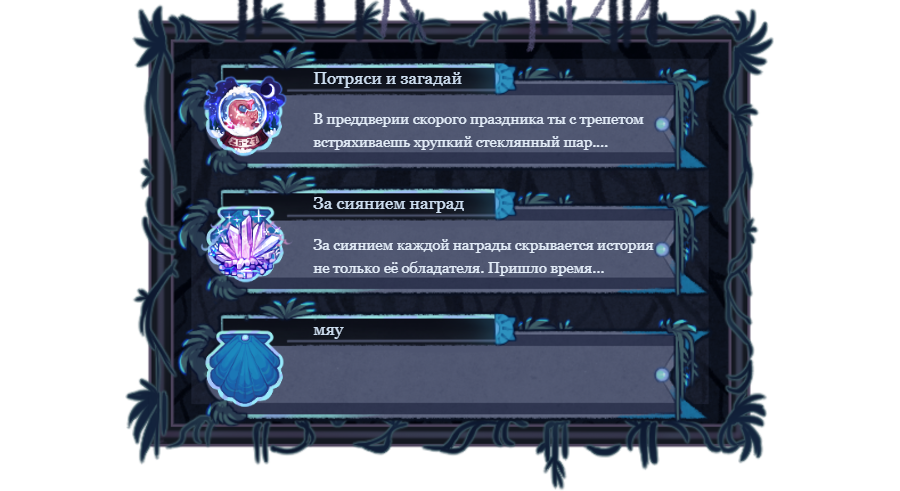 Потряси и загадай
В преддверии скорого праздника ты с трепетом
встряхиваешь хрупкий стеклянный шар....
За сиянием наград
За сиянием каждой награды скрывается история
не только её обладателя. Пришло время...
мяу